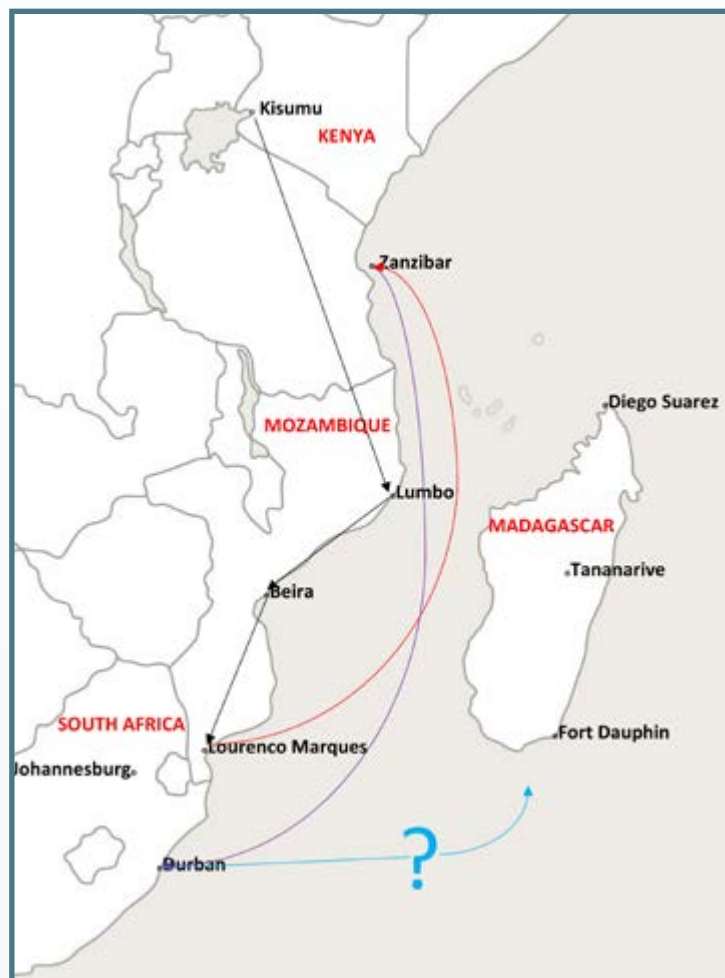 Kisumu
KENYA
Zanzibar
Diego Suarez
MOZAMBIQUE
Lumbo
MADAGASCAR
Tananarive
Beira
SOUTH AFRICA
Lourenco Marques
Fort Dauphin
Johannesburg
?
Durban